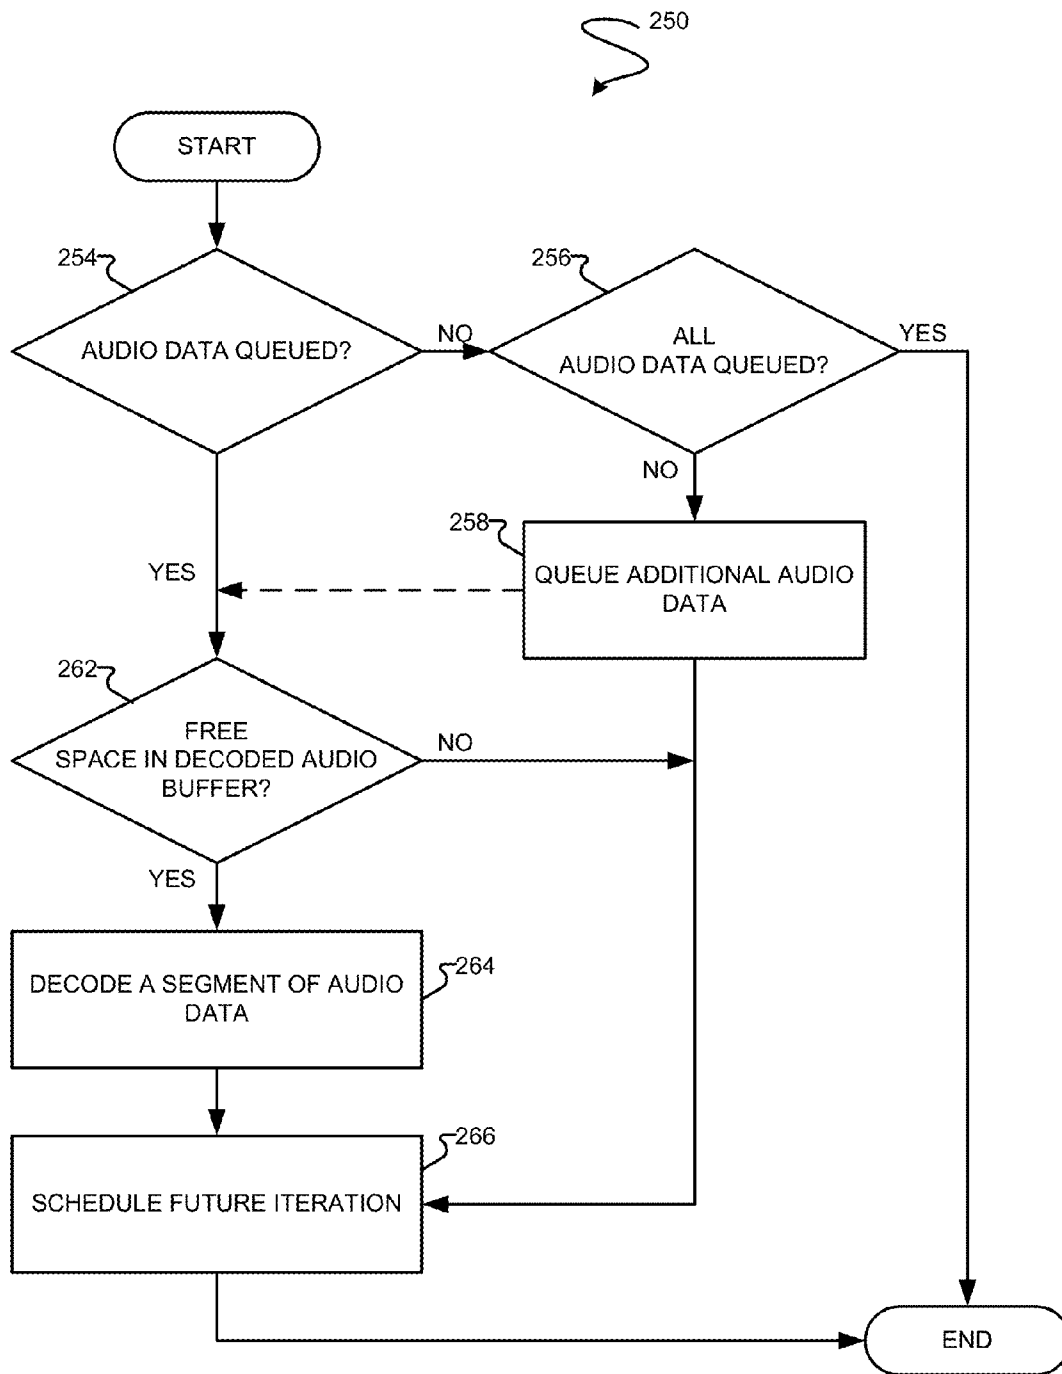 250
START
254
256
AUDIO DATA QUEUED?
NO
ALL
AUDIO DATA QUEUED?
YES
NO
258
QUEUE ADDITIONAL AUDIO
DATA
YES
262
FREE
SPACE IN DECODED AUDIO
BUFFER?
NO
YES
DECODE A SEGMENT OF AUDIO
DATA
264
266
SCHEDULE FUTURE ITERATION
END